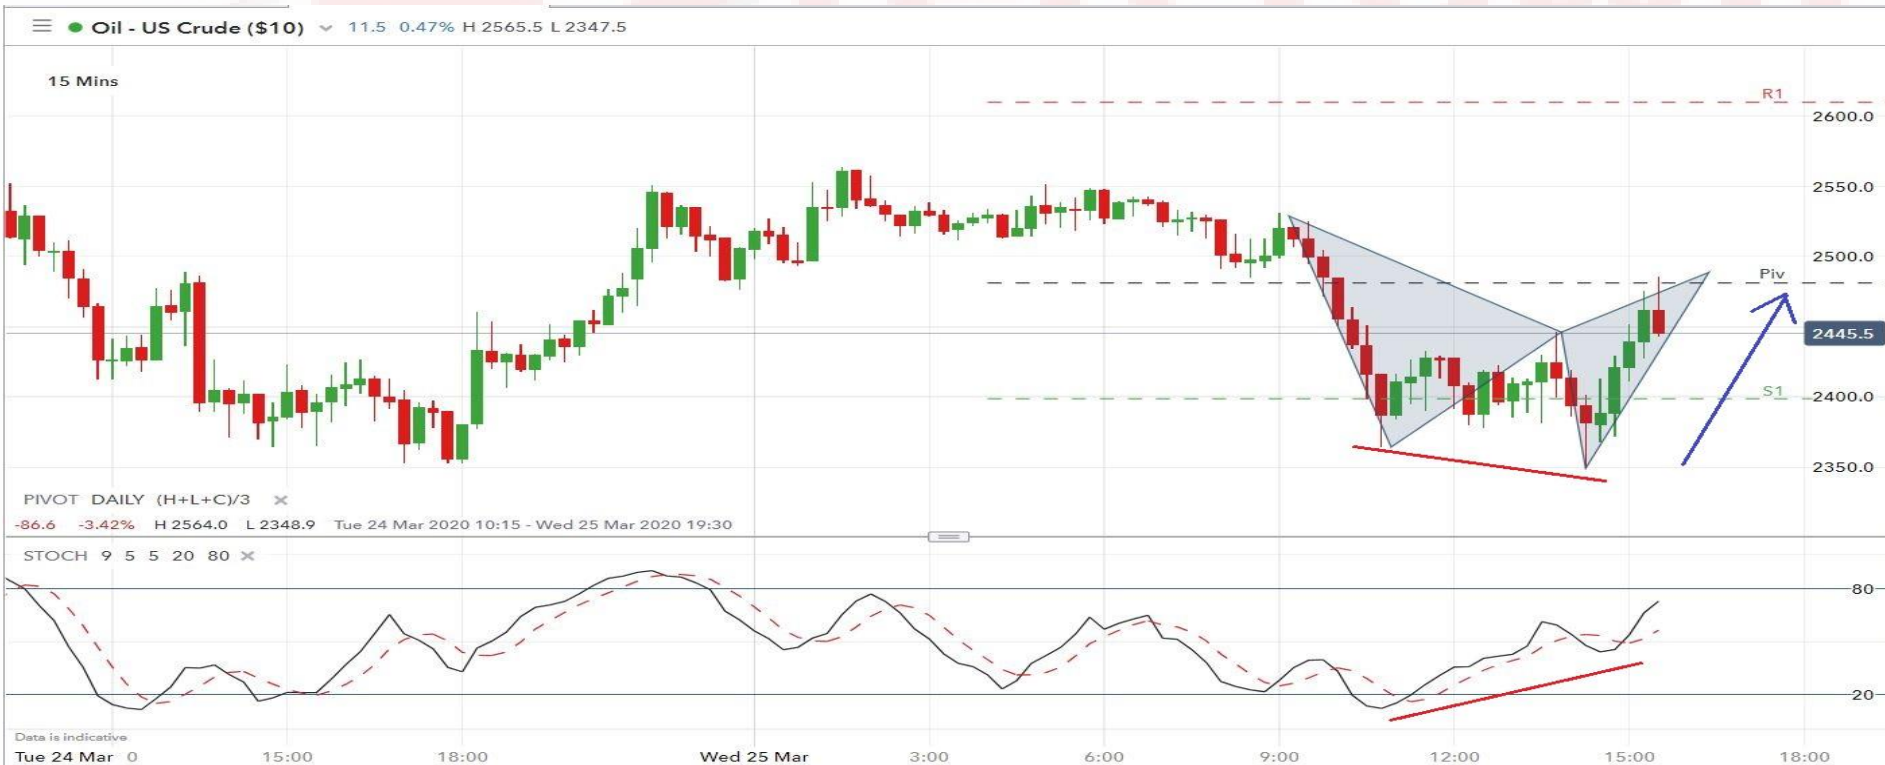 Oil - US Crude ($10) 11.5 0.47% H 2565.5 L 2347.5
15 Mins
R1
2600.0
2550.0
2500.0
Piv
2445.5
S1
2400.0
2350.0
PIVOT DAILY (H+L+C)/3
-86.6 -3.42% H 2564.0 L 2348.9 Tue 24 Mar 2020 10:15 - Wed 25 Mar 2020 19:30
STOCH 9 5 5 20 80
80
20
Data is indicative
Tue 24 Mar 0 15:00 18:00 Wed 25 Mar 3:00 6:00 9:00 12:00 15:00 18:00